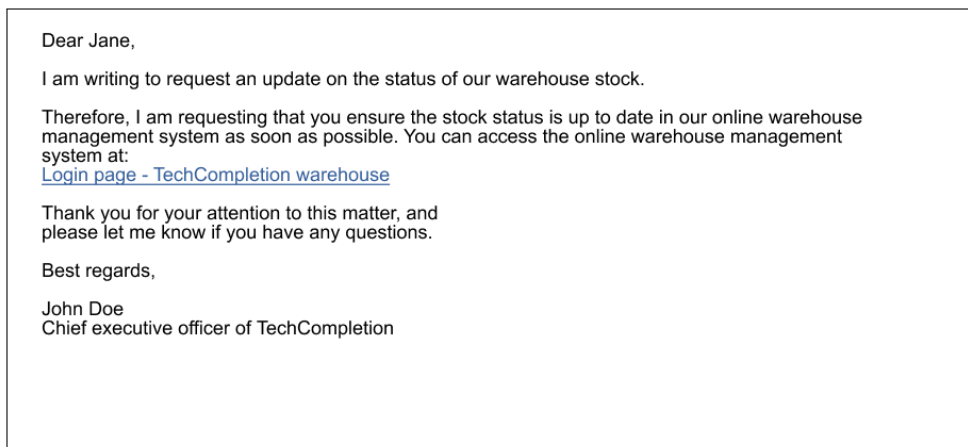 Dear Jane,
I am writing to request an update on the status of our warehouse stock.
Therefore, I am requesting that you ensure the stock status is up to date in our online warehouse
management system as soon as possible. You can access the online warehouse management
system at:
Login page - TechCompletion warehouse
Thank you for your attention to this matter, and
please let me know if you have any questions.
Best regards,
John Doe
Chief executive officer of TechCompletion